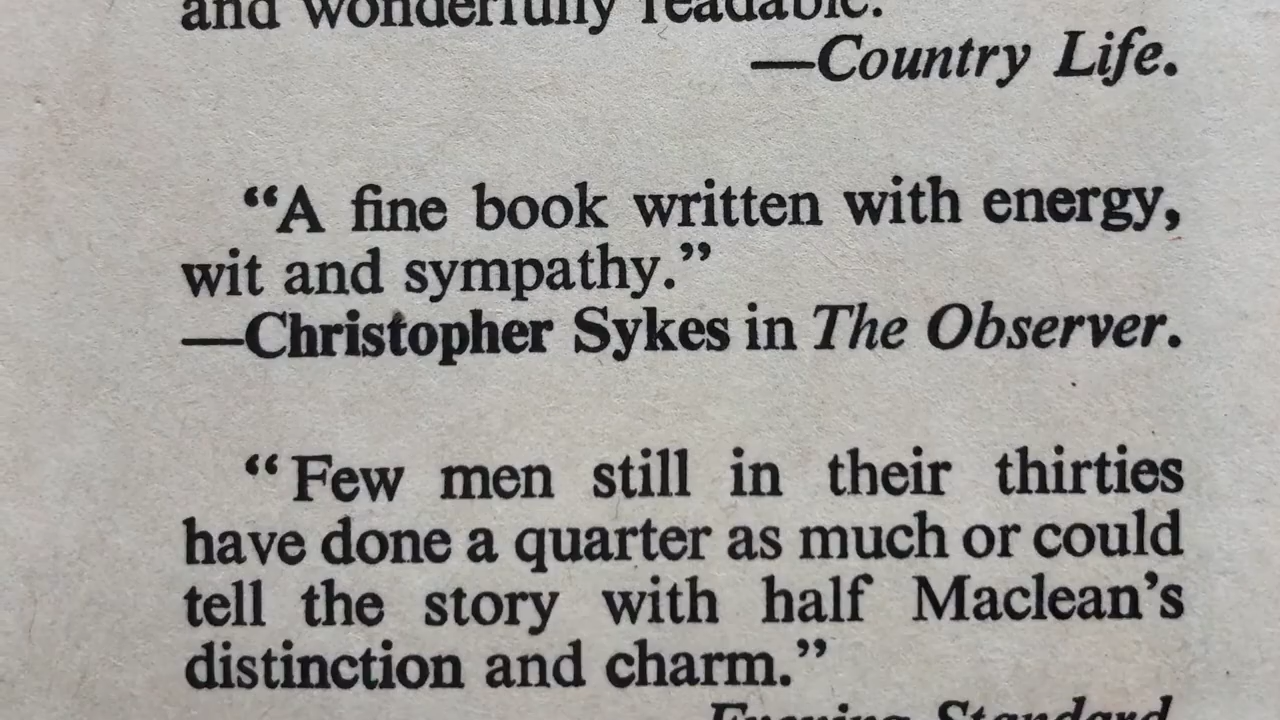 and wonderfully readable.
—Country Life.
“A fine book written with energy,
wit and sympathy.”
—Christopher Sykes in The Observer.
“Few men still in their thirties
have done a quarter as much or could
tell the story with half Maclean’s
distinction and charm.”
Evening Standard.